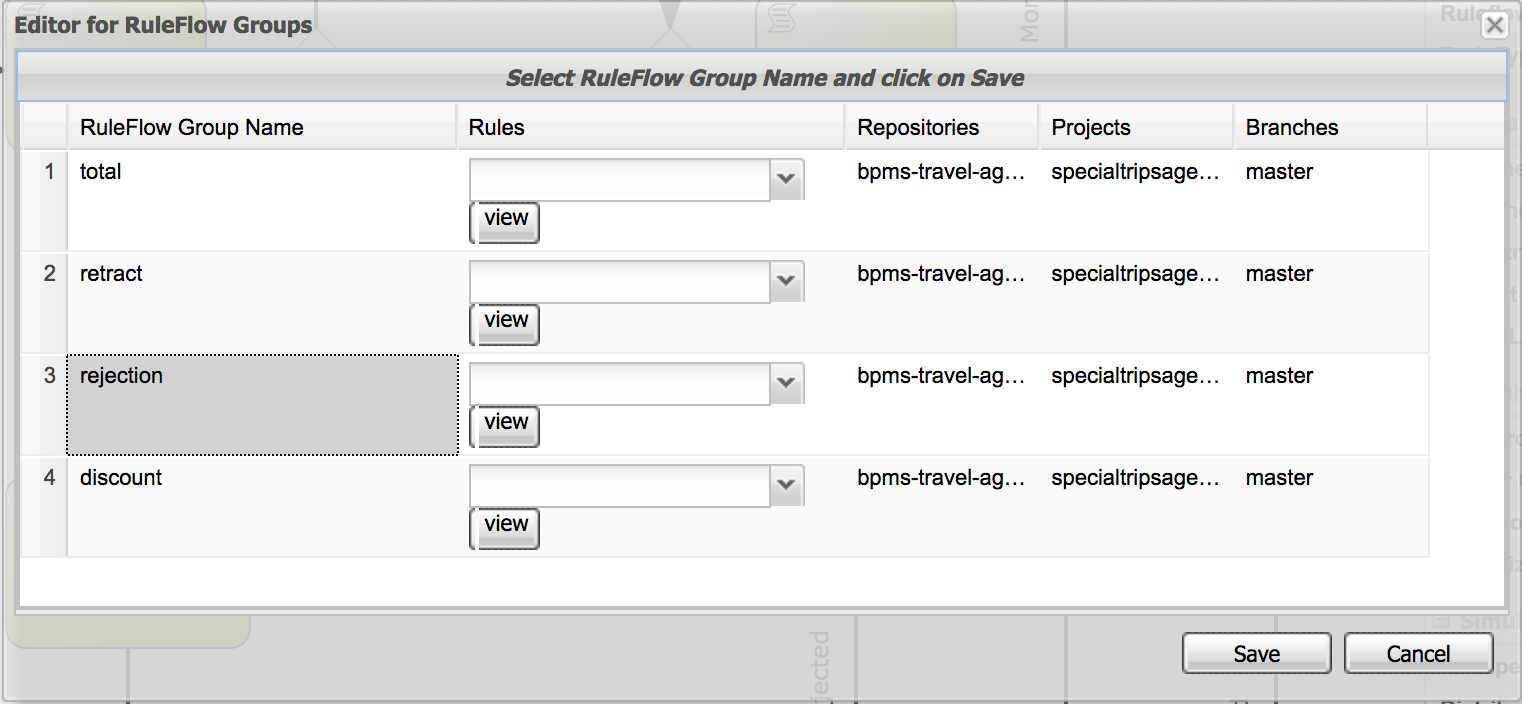 Editor for RuleFlow Groups
Select RuleFlow Group Name and click on Save
RuleFlow Group Name Rules Repositories Projects Branches
1 total bpms-travel-ag... specialtripsage... master
view
2 retract bpms-travel-ag... specialtripsage... master
view
3 rejection bpms-travel-ag... specialtripsage... master
view
4 discount bpms-travel-ag... specialtripsage... master
view
Save Cancel